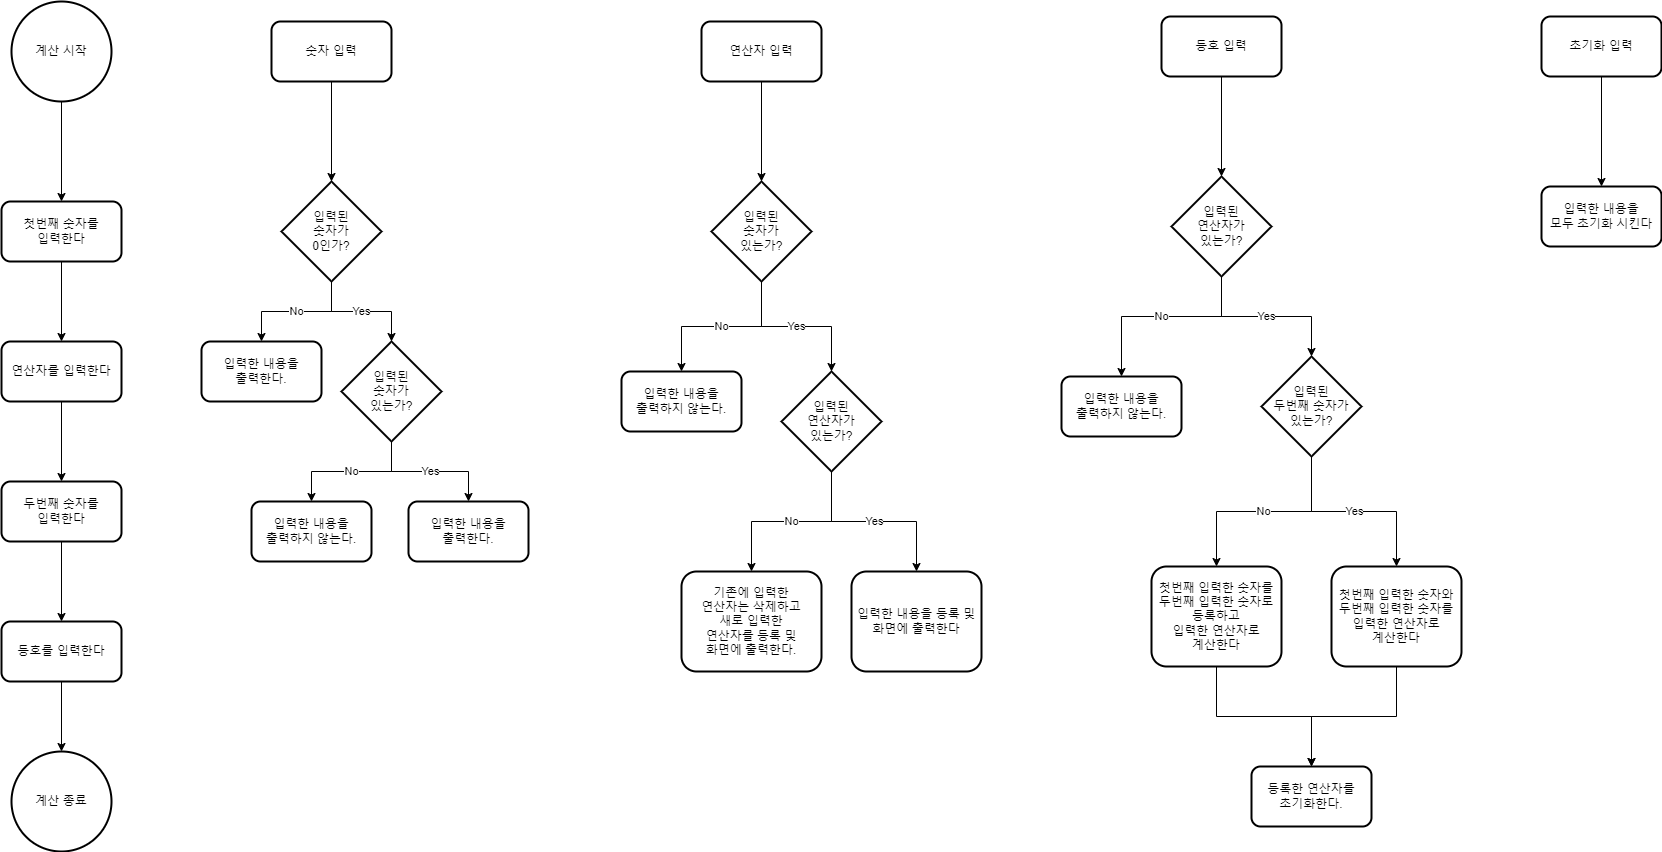 계산 시작
첫번째 숫자를
입력한다
연산자를 입력한다
두번째 숫자를
입력한다
등호를 입력한다
계산 종료
숫자 입력
입력된
숫자가
0인가?
No
Yes
입력한 내용을
출력한다.
입력된
숫자가
있는가?
No
Yes
입력한 내용을
출력하지 않는다.
입력한 내용을
출력한다.
연산자 입력
입력된
숫자가
있는가?
No
Yes
입력한 내용을
출력하지 않는다.
입력된
연산자가
있는가?
No
Yes
기존에 입력한
연산자는 삭제하고
새로 입력한
연산자를 등록 및
화면에 출력한다.
입력한 내용을 등록 및
화면에 출력한다
등호 입력
입력된
연산자가
있는가?
No
Yes
입력한 내용을
출력하지 않는다.
입력된
두번째 숫자가
있는가?
No
Yes
첫번째 입력한 숫자를
두번째 입력한 숫자로
등록하고
입력한 연산자로
계산한다
첫번째 입력한 숫자와
두번째 입력한 숫자를
입력한 연산자로
계산한다
등록한 연산자를
초기화한다.
초기화 입력
입력한 내용을
모두 초기화 시킨다